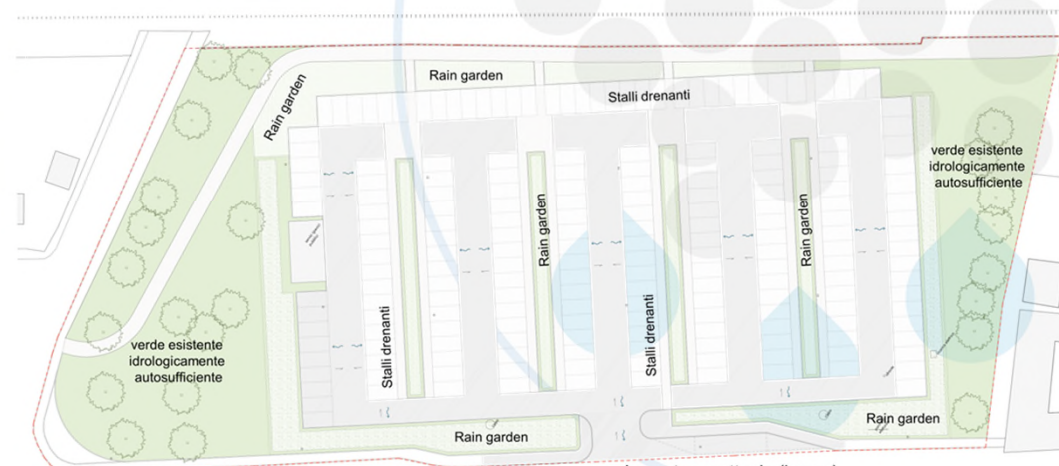 Rain garden
Rain garden
Stalli drenanti
verde esistente
idrologicamente
autosufficiente
Rain garden
Rain garden
Stalli drenanti
Stalli drenanti
verde esistente
idrologicamente
autosufficiente
Rain garden
Rain garden